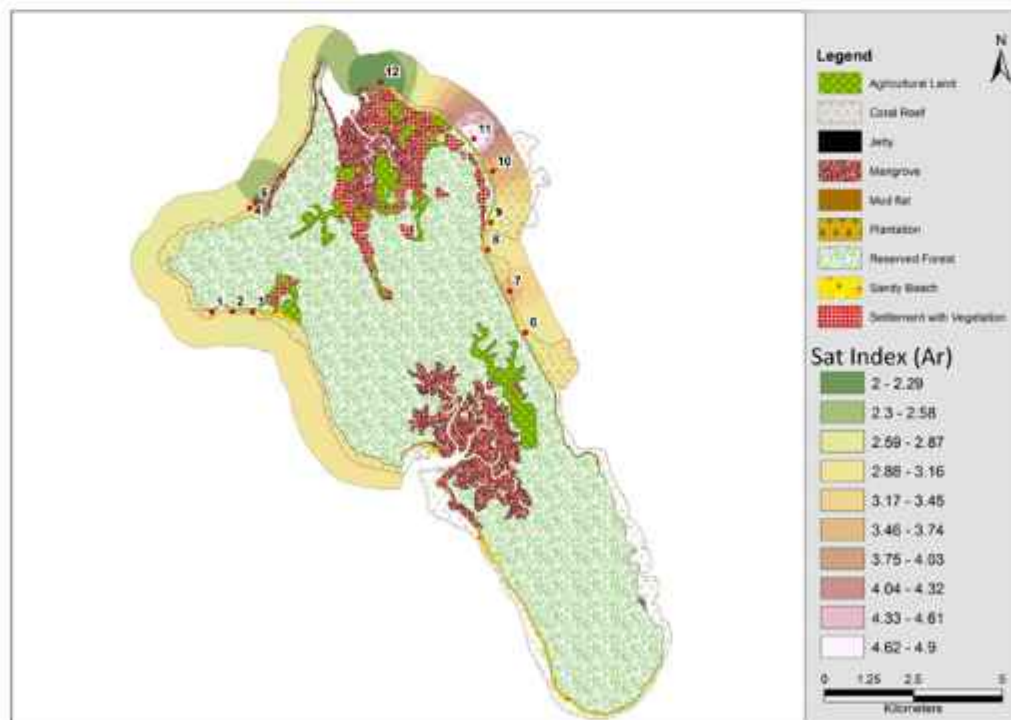 N
Legend
Agricultural Land
Coral Reef
Jetty
Mangrove
Mud flat
Plantation
Reserved Forest
Sandy Beach
Settlement with Vegetation
Sat Index (Ar)
2 - 2.29
2.3 - 2.58
2.59 - 2.87
2.88 - 3.16
3.17 - 3.45
3.46 - 3.74
3.75 - 4.03
4.04 - 4.32
4.33 - 4.61
4.62 - 4.9
0 1.25 2.5 5
Kilometers
12
11
10
5
4
9
8
7
1 2 3
6